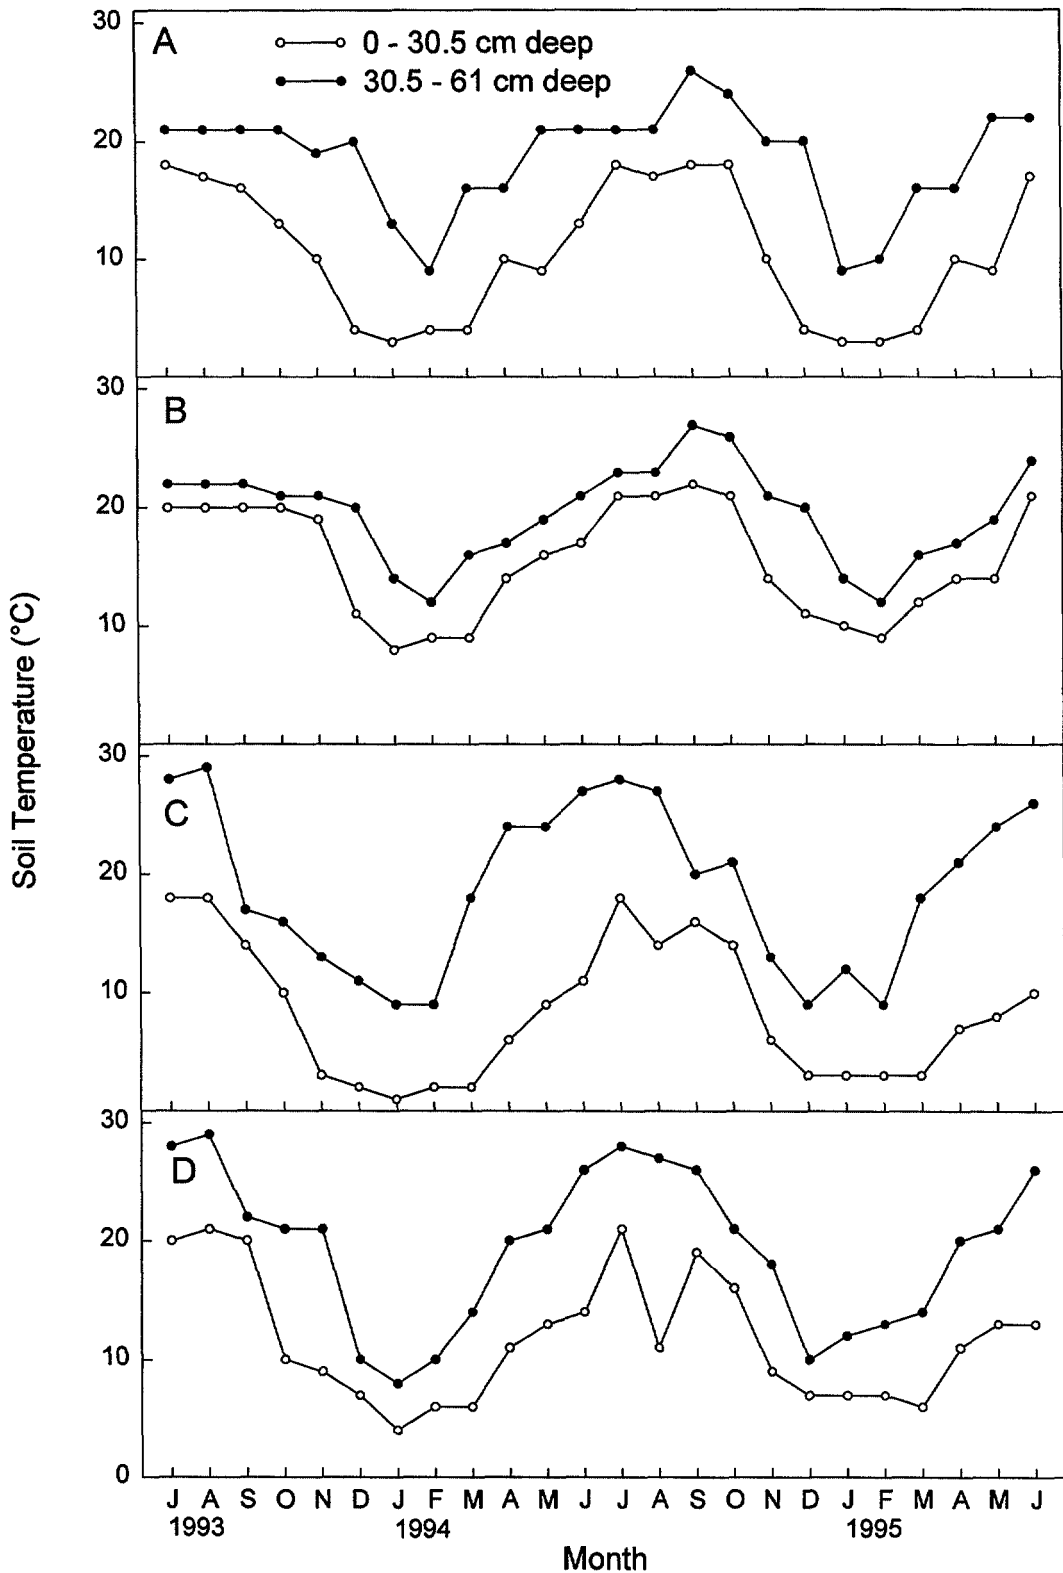 30
A
0 - 30.5 cm deep
30.5 - 61 cm deep
20
10
30
B
20
10
30
C
20
10
30
D
20
10
0
Soil Temperature (°C)
J A S O N D J F M A M J J A S O N D J F M A M J
1993 1994 1995
Month